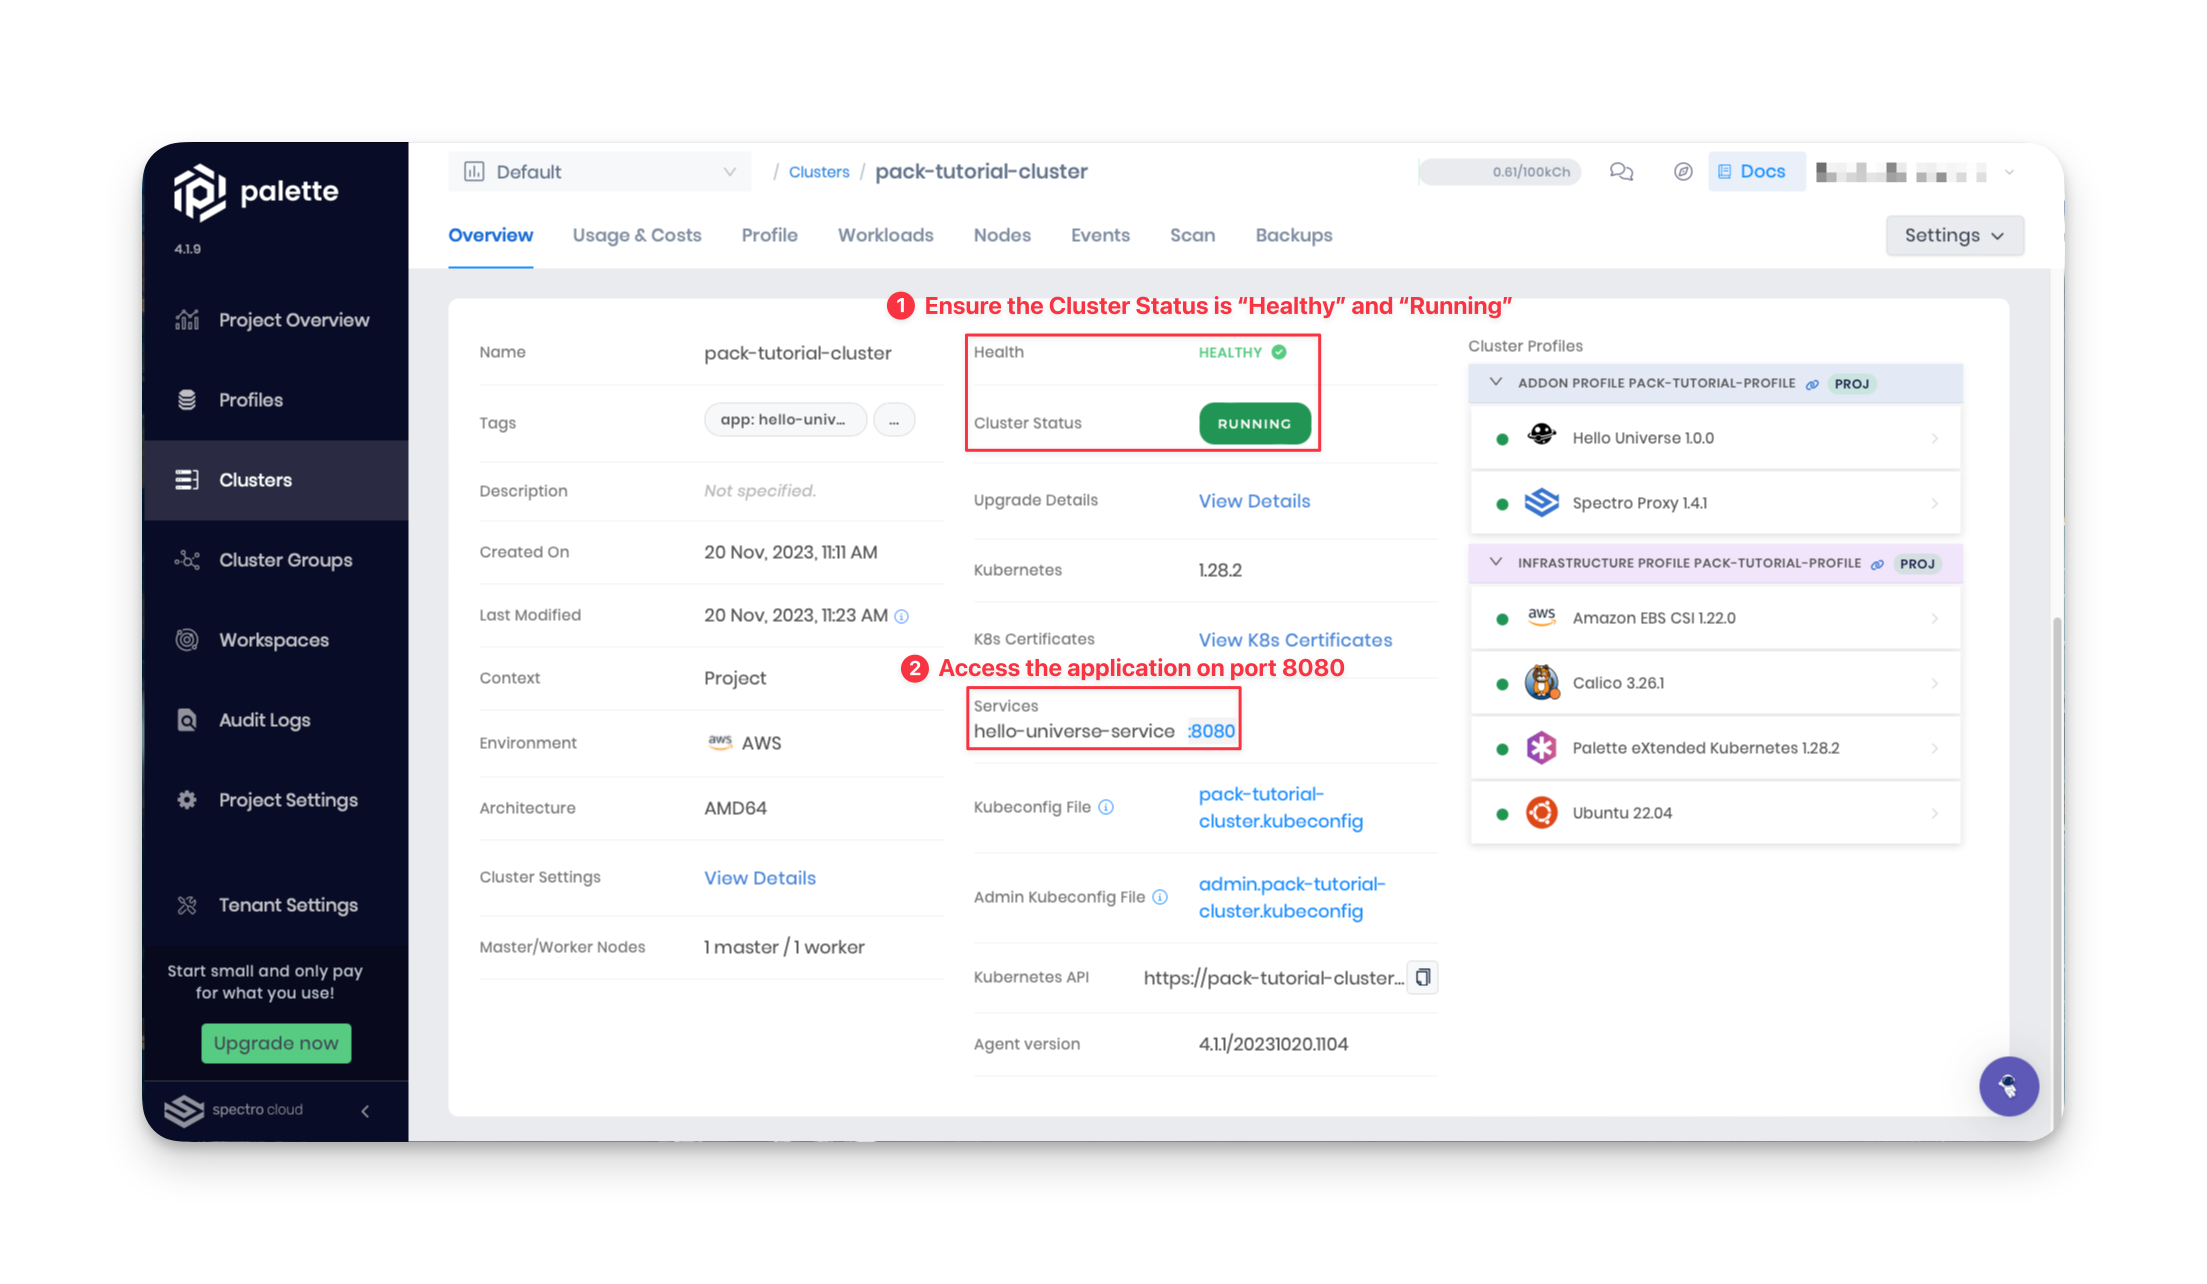 palette
4.1.9
Project Overview
Profiles
Clusters
Cluster Groups
Workspaces
Audit Logs
Project Settings
Tenant Settings
Start small and only pay
for what you use!
Upgrade now
spectro cloud
Default
/ Clusters / pack-tutorial-cluster
0.61/100kCh
Docs
Overview Usage & Costs Profile Workloads Nodes Events Scan Backups
Settings
1 Ensure the Cluster Status is “Healthy” and “Running”
Name pack-tutorial-cluster
Tags app: hello-univ... ...
Description Not specified.
Created On 20 Nov, 2023, 11:11 AM
Last Modified 20 Nov, 2023, 11:23 AM
Context Project
Environment aws AWS
Architecture AMD64
Cluster Settings View Details
Master/Worker Nodes 1 master / 1 worker
Health HEALTHY
Cluster Status RUNNING
Upgrade Details View Details
Kubernetes 1.28.2
K8s Certificates View K8s Certificates
2 Access the application on port 8080
Services
hello-universe-service :8080
Kubeconfig File pack-tutorial-
cluster.kubeconfig
Admin Kubeconfig File admin.pack-tutorial-
cluster.kubeconfig
Kubernetes API https://pack-tutorial-cluster...
Agent version 4.1.1/20231020.1104
Cluster Profiles
ADDON PROFILE PACK-TUTORIAL-PROFILE PROJ
Hello Universe 1.0.0
Spectro Proxy 1.4.1
INFRASTRUCTURE PROFILE PACK-TUTORIAL-PROFILE PROJ
aws Amazon EBS CSI 1.22.0
Calico 3.26.1
Palette eXtended Kubernetes 1.28.2
Ubuntu 22.04